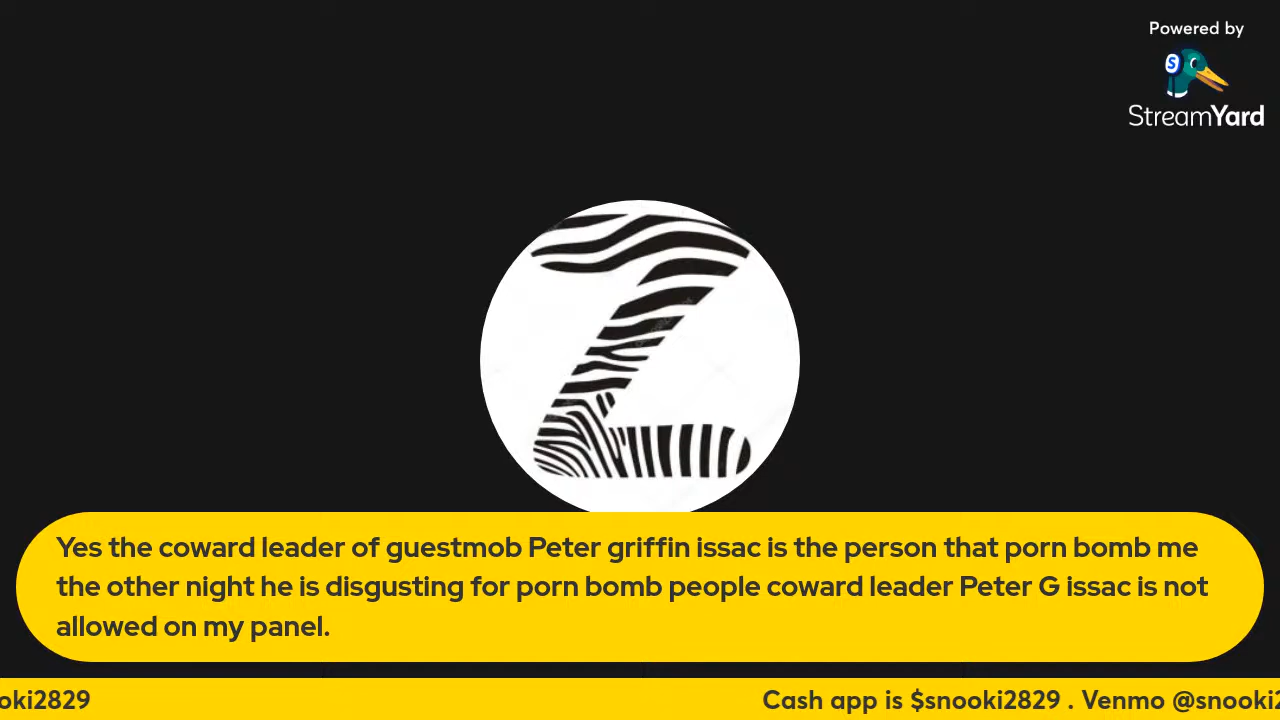 Powered by
S
StreamYard
Yes the coward leader of guestmob Peter griffin issac is the person that porn bomb me
the other night he is disgusting for porn bomb people coward leader Peter G issac is not
allowed on my panel.
oki2829 Cash app is $snooki2829 . Venmo @snooki2